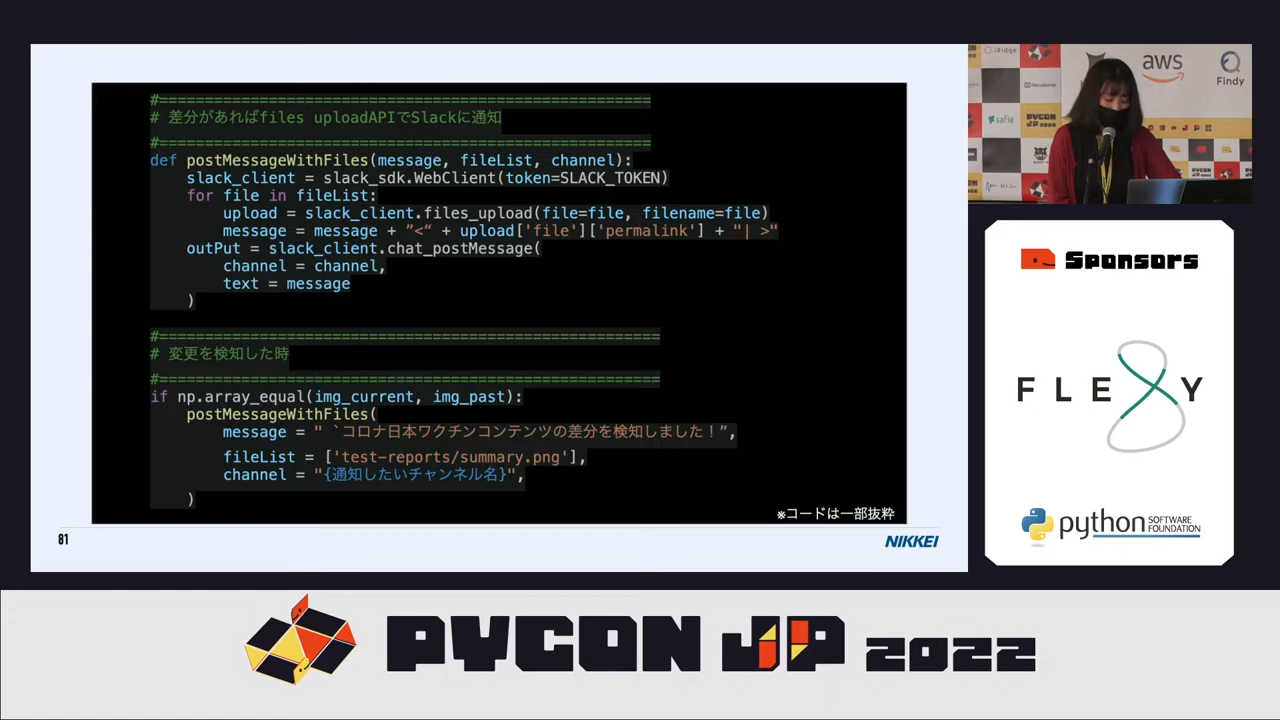 #======================================================
# 差分があればfiles uploadAPIでSlackに通知
#======================================================
def postMessageWithFiles(message, fileList, channel):
slack_client = slack_sdk.WebClient(token=SLACK_TOKEN)
for file in fileList:
upload = slack_client.files_upload(file=file, filename=file)
message = message + ”<“ + upload['file']['permalink'] + "| >"
outPut = slack_client.chat_postMessage(
channel = channel,
text = message
)
#=======================================================
# 変更を検知した時
#=======================================================
if np.array_equal(img_current, img_past):
postMessageWithFiles(
message = " `コロナ日本ワクチンコンテンツの差分を検知しました！”,
fileList = ['test-reports/summary.png'],
channel = "{通知したいチャンネル名}",
)
※コードは一部抜粋
81
NIKKEI
iRidge
aws
Findy
safie
Sponsors
FLEXY
python
SOFTWARE
FOUNDATION
PYCON JP 2022